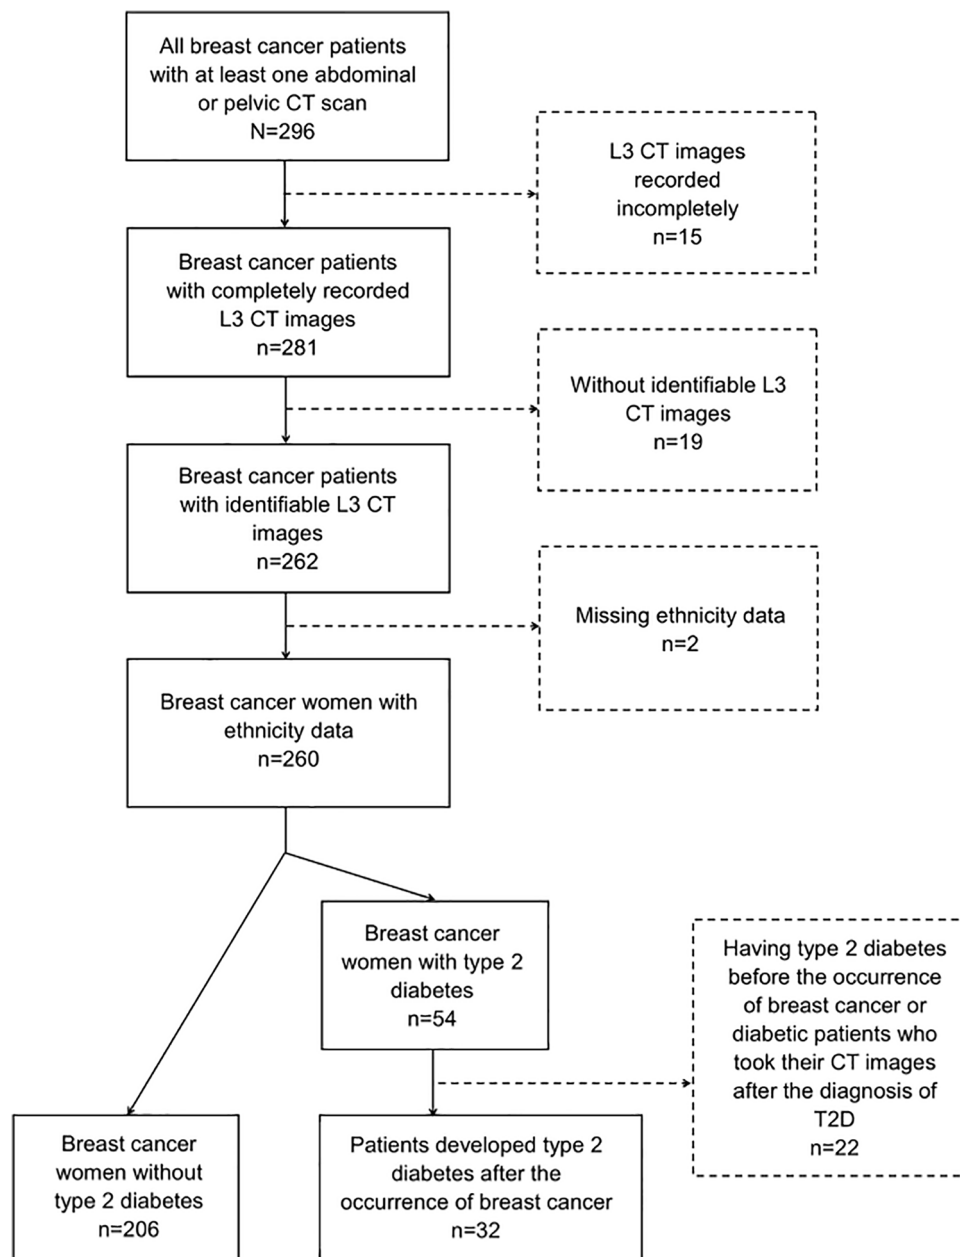 All breast cancer patients
with at least one abdominal
or pelvic CT scan
N=296
L3 CT images
recorded
incompletely
n=15
Breast cancer patients
with completely recorded
L3 CT images
n=281
Without identifiable L3
CT images
n=19
Breast cancer patients
with identifiable L3 CT
images
n=262
Missing ethnicity data
n=2
Breast cancer women with
ethnicity data
n=260
Breast cancer
women with type 2
diabetes
n=54
Having type 2 diabetes
before the occurrence
of breast cancer or
diabetic patients who
took their CT images
after the diagnosis of
T2D
n=22
Breast cancer
women without
type 2 diabetes
n=206
Patients developed type 2
diabetes after the
occurrence of breast cancer
n=32